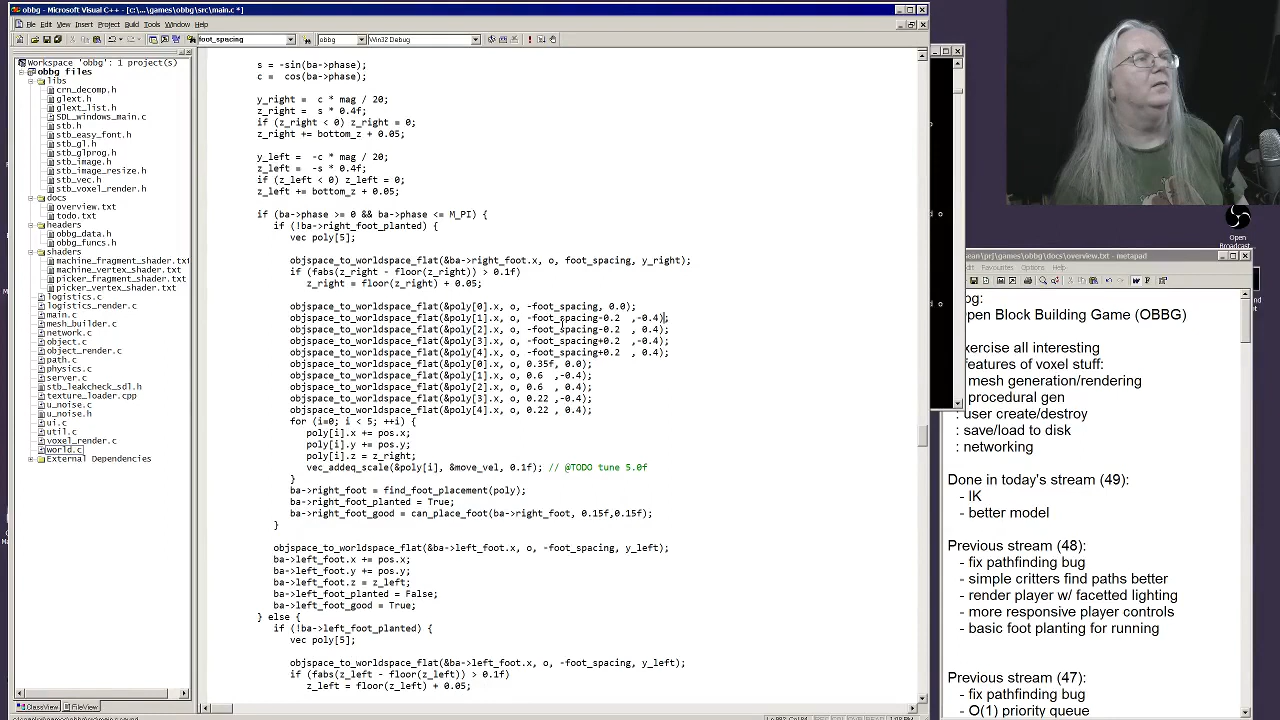 obbg - Microsoft Visual C++ - [c:\...\games\obbg\src\main.c *]
File Edit View Insert Project Build Tools Window Help
foot_spacing
obbg
Win32 Debug
Workspace 'obbg': 1 project(s)
obbg files
libs
crn_decomp.h
glext.h
glext_list.h
SDL_windows_main.c
stb.h
stb_easy_font.h
stb_gl.h
stb_glprog.h
stb_image.h
stb_image_resize.h
stb_vec.h
stb_voxel_render.h
docs
overview.txt
todo.txt
headers
obbg_data.h
obbg_funcs.h
shaders
machine_fragment_shader.txt
machine_vertex_shader.txt
picker_fragment_shader.txt
picker_vertex_shader.txt
logistics.c
logistics_render.c
main.c
mesh_builder.c
network.c
object.c
object_render.c
path.c
physics.c
server.c
stb_leakcheck_sdl.h
texture_loader.cpp
u_noise.c
u_noise.h
ui.c
util.c
voxel_render.c
world.c
External Dependencies
ClassView
FileView
s = -sin(ba->phase);
c =  cos(ba->phase);
y_right =  c * mag / 20;
z_right =  s * 0.4f;
if (z_right < 0) z_right = 0;
z_right += bottom_z + 0.05;
y_left =  -c * mag / 20;
z_left =  -s * 0.4f;
if (z_left < 0) z_left = 0;
z_left += bottom_z + 0.05;
if (ba->phase >= 0 && ba->phase <= M_PI) {
if (!ba->right_foot_planted) {
vec poly[5];
objspace_to_worldspace_flat(&ba->right_foot.x, o, foot_spacing, y_right);
if (fabs(z_right - floor(z_right)) > 0.1f)
z_right = floor(z_right) + 0.05;
objspace_to_worldspace_flat(&poly[0].x, o, -foot_spacing, 0.0);
objspace_to_worldspace_flat(&poly[1].x, o, -foot_spacing-0.2  ,-0.4);
objspace_to_worldspace_flat(&poly[2].x, o, -foot_spacing-0.2  , 0.4);
objspace_to_worldspace_flat(&poly[3].x, o, -foot_spacing+0.2  ,-0.4);
objspace_to_worldspace_flat(&poly[4].x, o, -foot_spacing+0.2  , 0.4);
objspace_to_worldspace_flat(&poly[0].x, o, 0.35f, 0.0);
objspace_to_worldspace_flat(&poly[1].x, o, 0.6  ,-0.4);
objspace_to_worldspace_flat(&poly[2].x, o, 0.6  , 0.4);
objspace_to_worldspace_flat(&poly[3].x, o, 0.22 ,-0.4);
objspace_to_worldspace_flat(&poly[4].x, o, 0.22 , 0.4);
for (i=0; i < 5; ++i) {
poly[i].x += pos.x;
poly[i].y += pos.y;
poly[i].z = z_right;
vec_addeq_scale(&poly[i], &move_vel, 0.1f); // @TODO tune 5.0f
}
ba->right_foot = find_foot_placement(poly);
ba->right_foot_planted = True;
ba->right_foot_good = can_place_foot(ba->right_foot, 0.15f,0.15f);
}
objspace_to_worldspace_flat(&ba->left_foot.x, o, -foot_spacing, y_left);
ba->left_foot.x += pos.x;
ba->left_foot.y += pos.y;
ba->left_foot.z = z_left;
ba->left_foot_planted = False;
ba->left_foot_good = True;
} else {
if (!ba->left_foot_planted) {
vec poly[5];
objspace_to_worldspace_flat(&ba->left_foot.x, o, -foot_spacing, y_left);
if (fabs(z_left - floor(z_left)) > 0.1f)
z_left = floor(z_left) + 0.05;
Open
Broadcast...
ean\prj\games\obbg\docs\overview.txt - metapad
Favourites Options Help
bg:
pen Block Building Game (OBBG)
xercise all interesting
features of voxel stuff:
mesh generation/rendering
procedural gen
: user create/destroy
: save/load to disk
: networking
Done in today's stream (49):
- IK
- better model
Previous stream (48):
- fix pathfinding bug
- simple critters find paths better
- render player w/ facetted lighting
- more responsive player controls
- basic foot planting for running
Previous stream (47):
- fix pathfinding bug
- O(1) priority queue